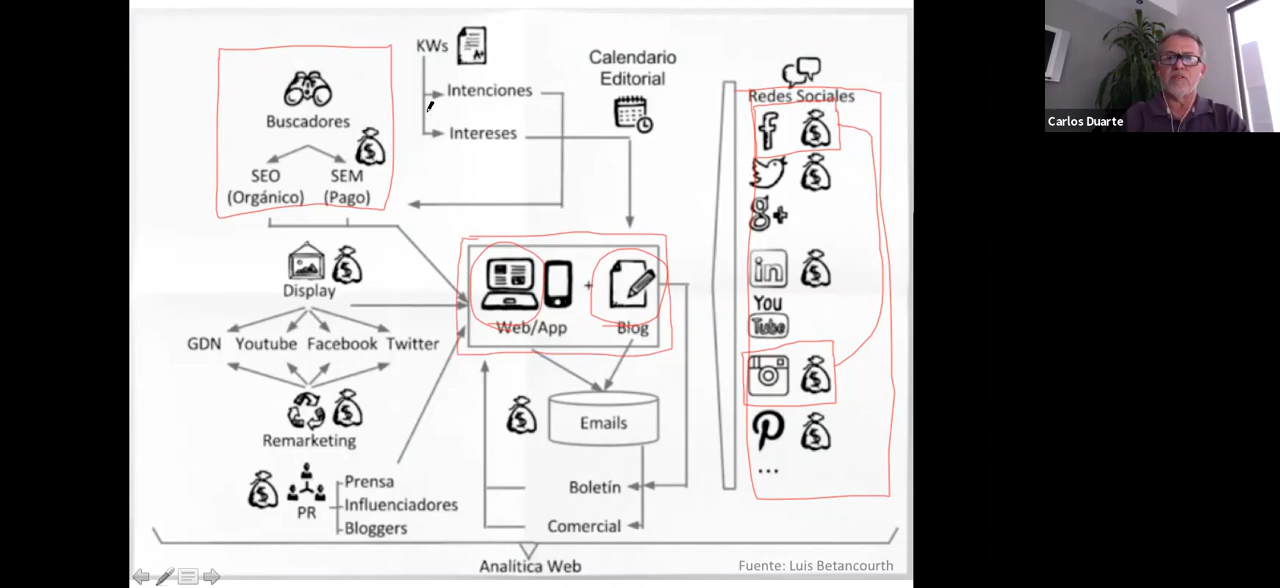 KWs
A+
Intenciones
Intereses
Calendario
Editorial
Redes Sociales
Carlos Duarte
Buscadores
$
SEO
(Orgánico)
SEM
(Pago)
f $
$
g+
in $
You
Tube
$
$
...
Display
$
GDN Youtube Facebook Twitter
$
Remarketing
$
PR
Prensa
Influenciadores
Bloggers
Web/App
+
Blog
$
Emails
Boletín
Comercial
Analítica Web
Fuente: Luis Betancourth